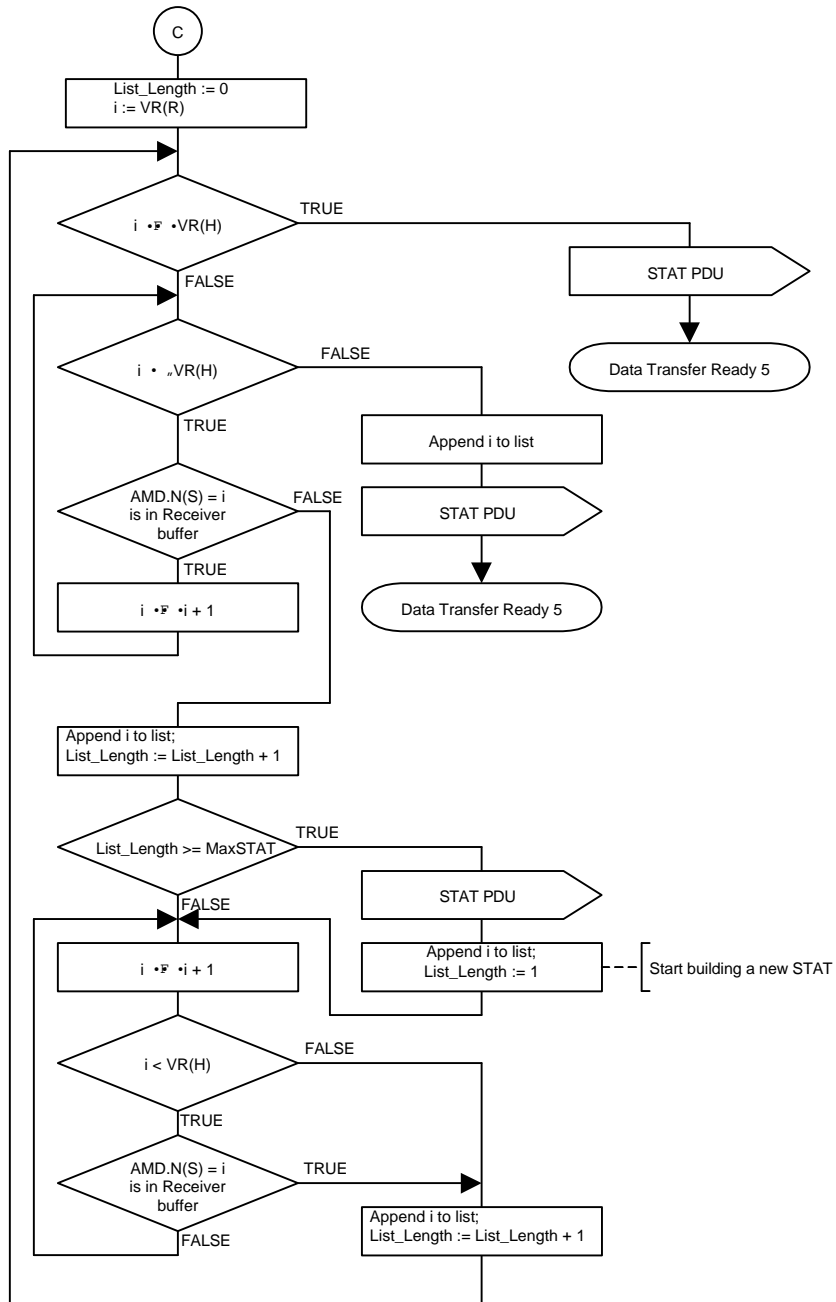 C
List_Length := 0
i := VR(R)
TRUE
i VR(H)
STAT PDU
FALSE
Data Transfer Ready 5
FALSE
i VR(H)
TRUE
Append i to list
AMD.N(S) = i
is in Receiver
buffer
FALSE
STAT PDU
TRUE
i i + 1
Data Transfer Ready 5
Append i to list;
List_Length := List_Length + 1
TRUE
List_Length >= MaxSTAT
STAT PDU
FALSE
i i + 1
Append i to list;
List_Length := 1
Start building a new STAT
FALSE
i < VR(H)
TRUE
AMD.N(S) = i
is in Receiver
buffer
TRUE
FALSE
Append i to list;
List_Length := List_Length + 1